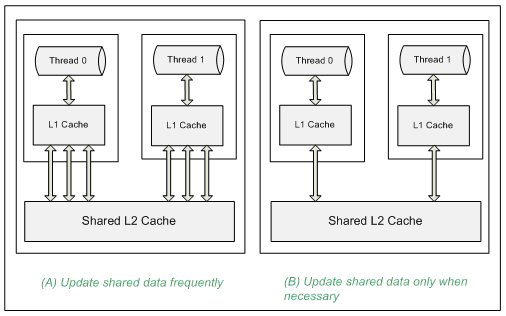 Thread 0
Thread 1
L1 Cache
L1 Cache
Shared L2 Cache
(A) Update shared data frequently
Thread 0
Thread 1
L1 Cache
L1 Cache
Shared L2 Cache
(B) Update shared data only when
necessary